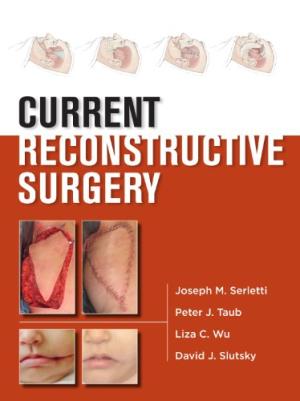 CURRENT
RECONSTRUCTIVE
SURGERY
Joseph M. Serletti
Peter J. Taub
Liza C. Wu
David J. Slutsky